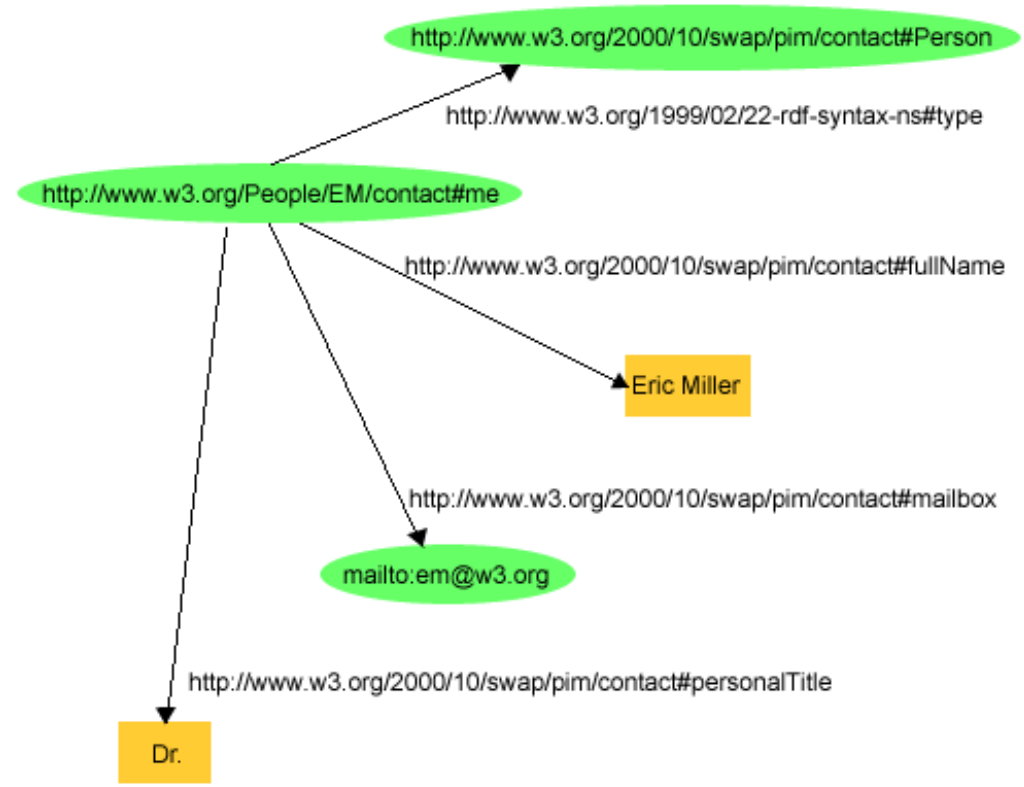 http://www.w3.org/2000/10/swap/pim/contact#Person
http://www.w3.org/1999/02/22-rdf-syntax-ns#type
http://www.w3.org/People/EM/contact#me
http://www.w3.org/2000/10/swap/pim/contact#fullName
Eric Miller
http://www.w3.org/2000/10/swap/pim/contact#mailbox
mailto:em@w3.org
http://www.w3.org/2000/10/swap/pim/contact#personalTitle
Dr.